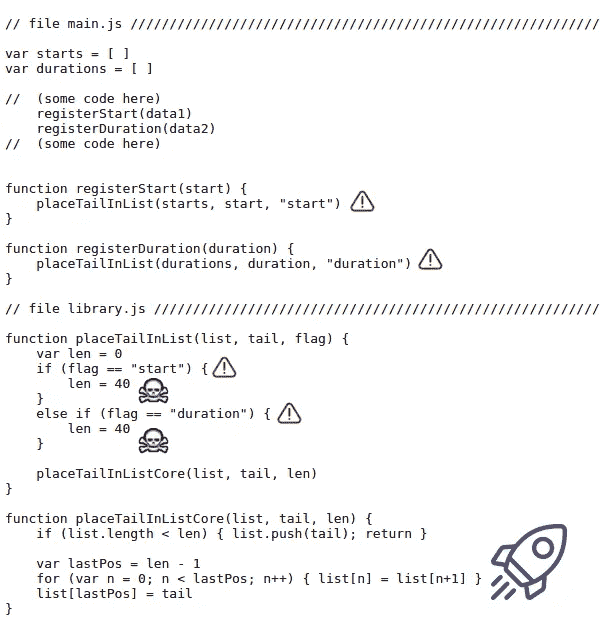 // file main.js ////////////////////////////////////////////////////////////
var starts = [ ]
var durations = [ ]
//  (some code here)
    registerStart(data1)
    registerDuration(data2)
//  (some code here)
function registerStart(start) {
    placeTailInList(starts, start, "start")
}
function registerDuration(duration) {
    placeTailInList(durations, duration, "duration")
}
// file library.js /////////////////////////////////////////////////////////
function placeTailInList(list, tail, flag) {
    var len = 0
    if (flag == "start") {
        len = 40
    }
    else if (flag == "duration") {
        len = 40
    }
    placeTailInListCore(list, tail, len)
}
function placeTailInListCore(list, tail, len) {
    if (list.length < len) { list.push(tail); return }
    var lastPos = len - 1
    for (var n = 0; n < lastPos; n++) { list[n] = list[n+1] }
    list[lastPos] = tail
}